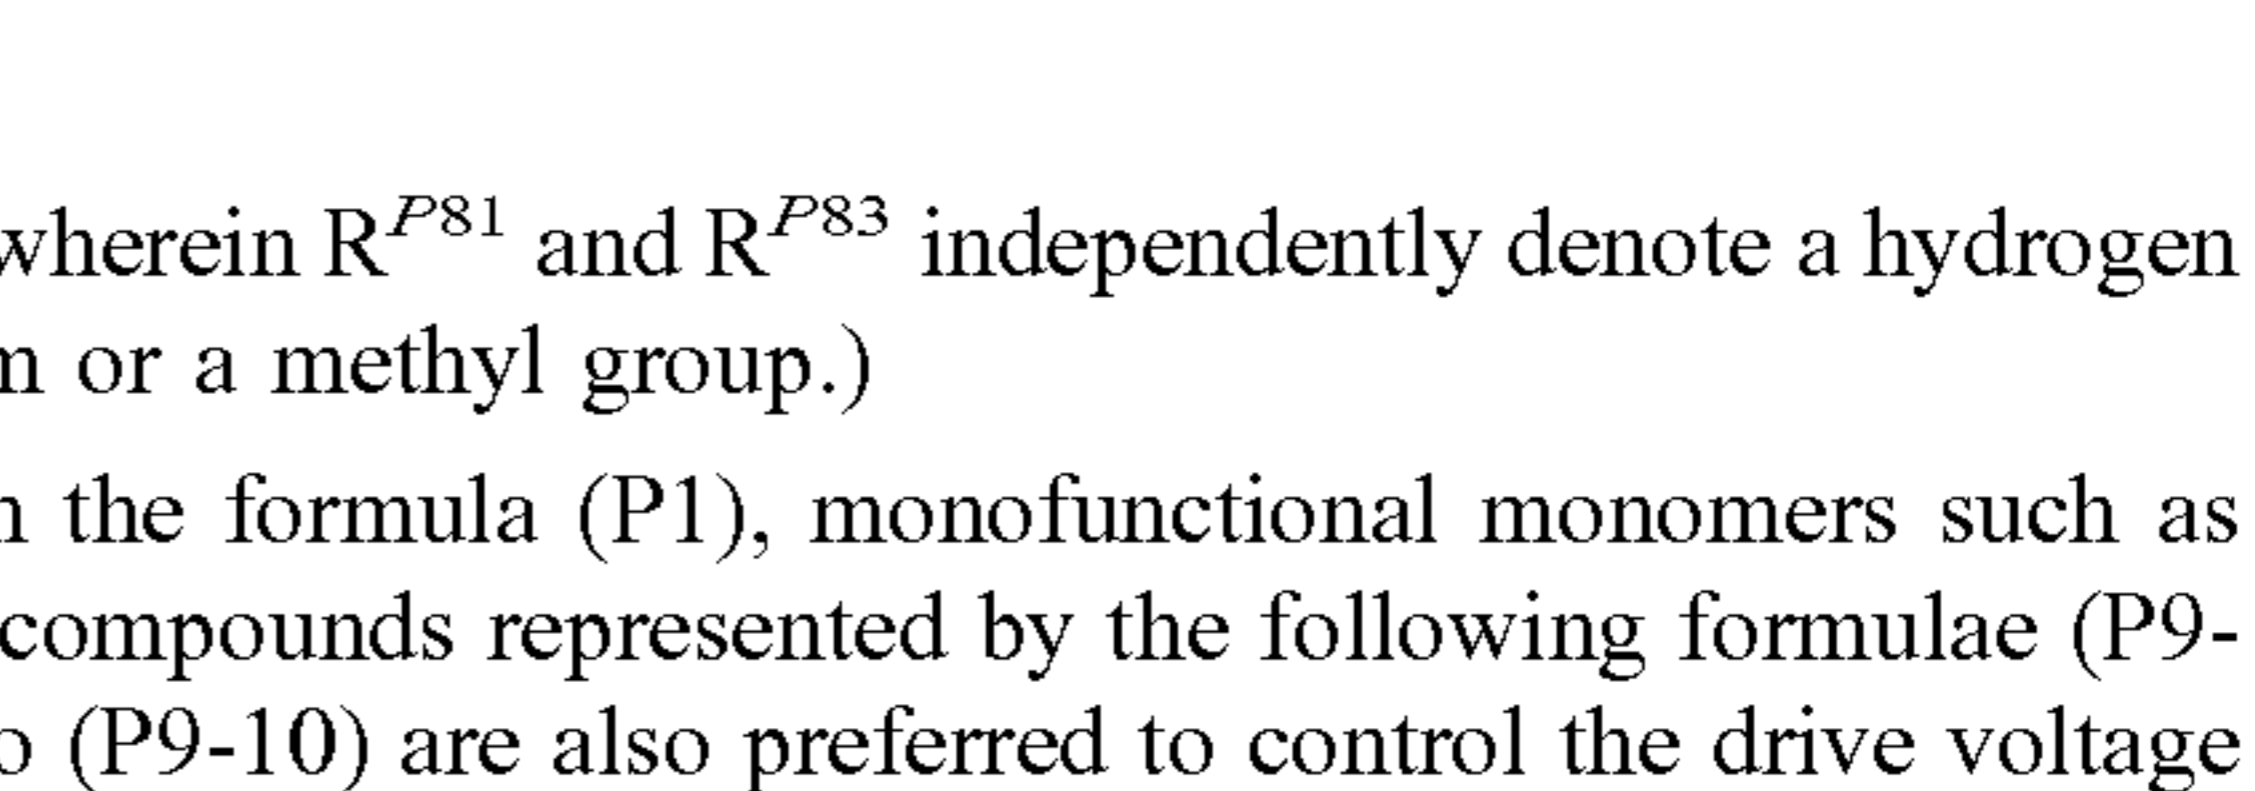 wherein R^P81 and R^P83 independently denote a hydrogen
or a methyl group.)
the formula (P1), monofunctional monomers such as
compounds represented by the following formulae (P9-
(P9-10) are also preferred to control the drive voltage